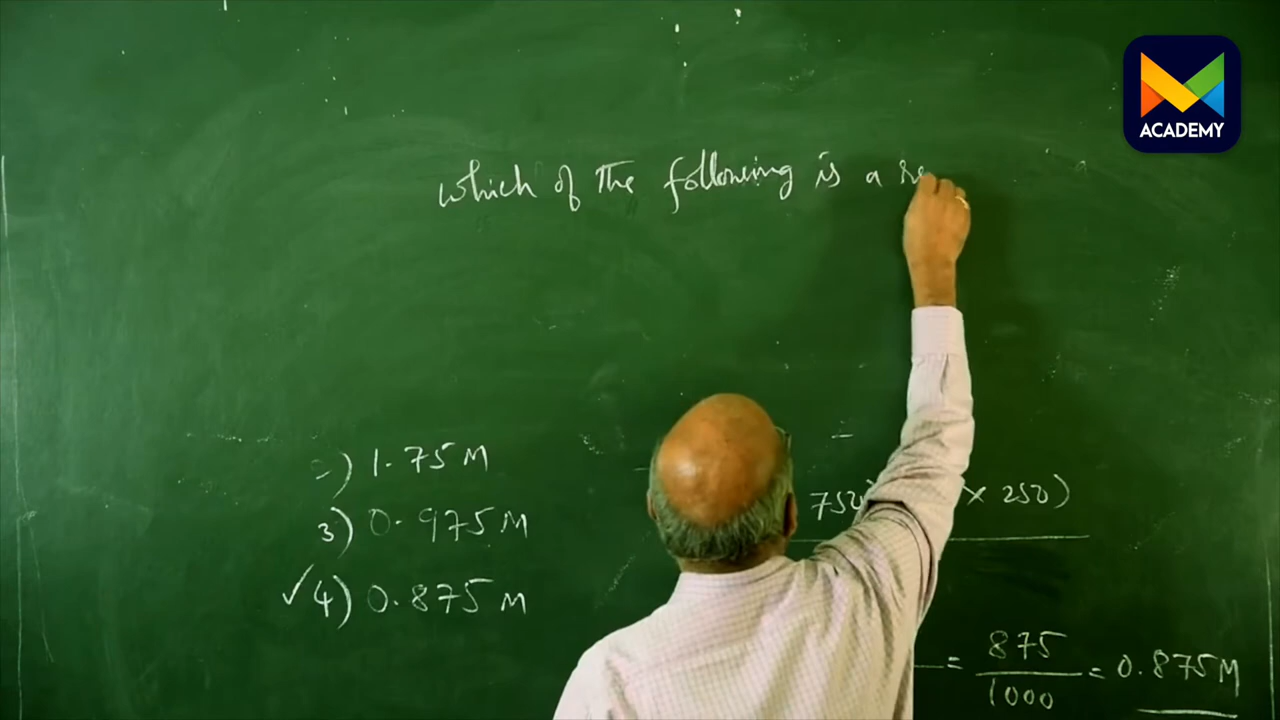 ACADEMY
which of the following is a
2) 1.75 M
3) 0.975 M
✓4) 0.875 M
750
× 250)
= 875 / 1000 = 0.875 M